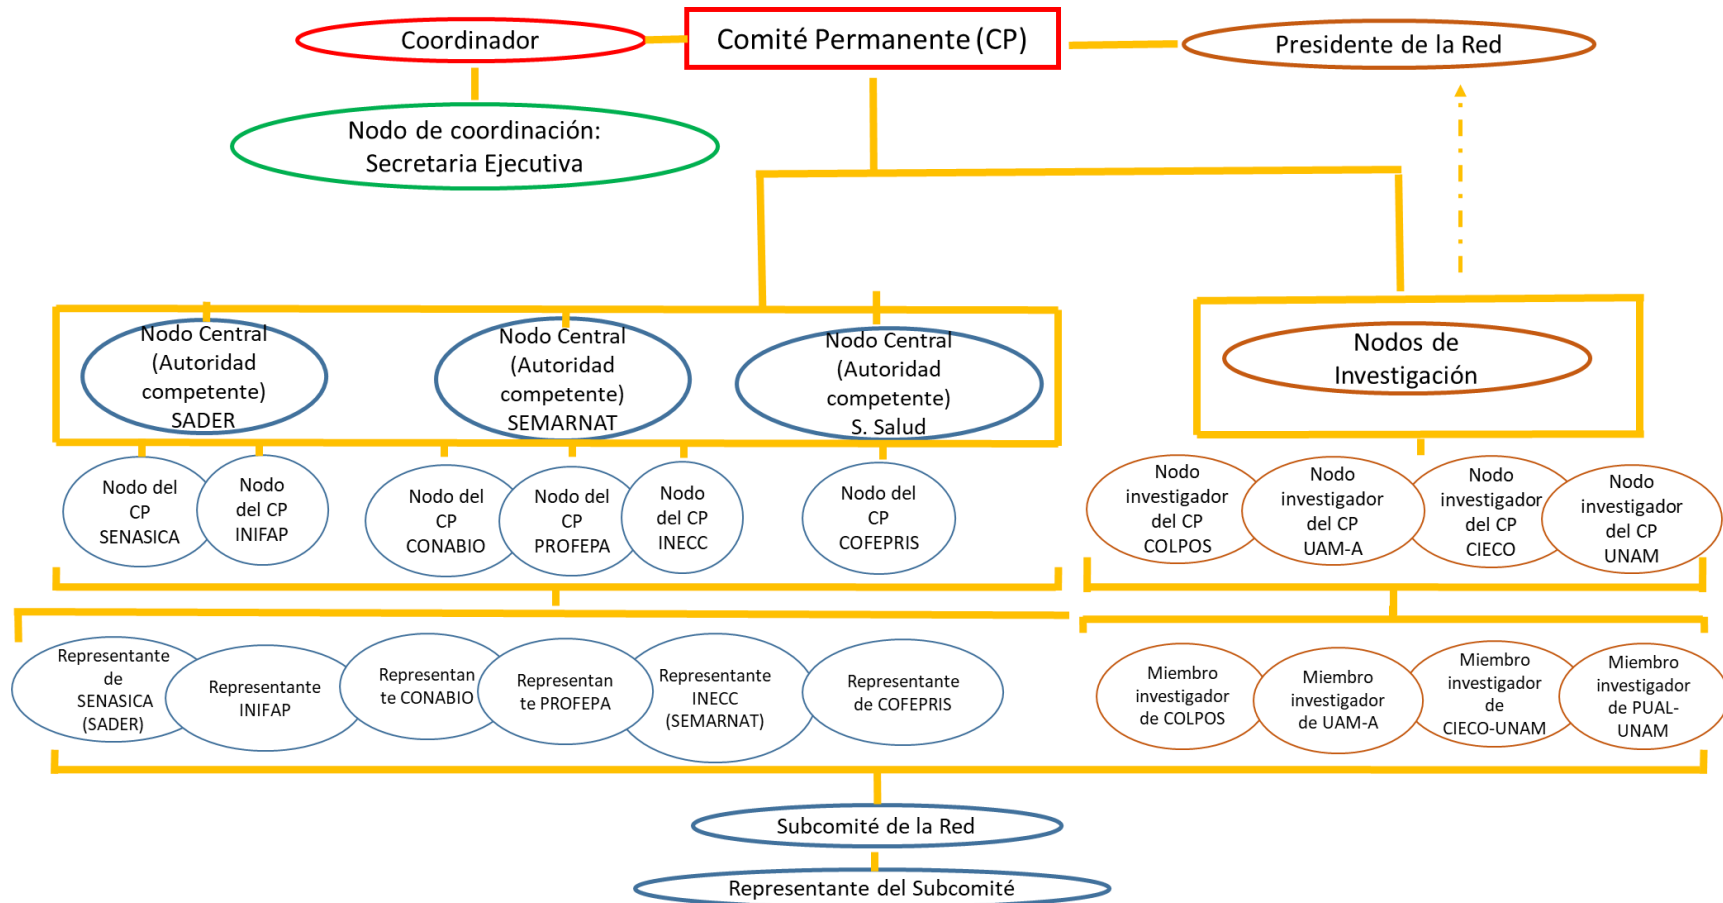 Coordinador
Comité Permanente (CP)
Presidente de la Red
Nodo de coordinación:
Secretaria Ejecutiva
Nodo Central
(Autoridad
competente)
SADER
Nodo Central
(Autoridad
competente)
SEMARNAT
Nodo Central
(Autoridad
competente)
S. Salud
Nodos de
Investigación
Nodo del
CP
SENASICA
Nodo
del CP
INIFAP
Nodo del
CP
CONABIO
Nodo del
CP
PROFEPA
Nodo
del CP
INECC
Nodo del
CP
COFEPRIS
Nodo
investigador
del CP
COLPOS
Nodo
investigador
del CP
UAM-A
Nodo
investigador
del CP
CIECO
Nodo
investigador
del CP
UNAM
Representante
de
SENASICA
(SADER)
Representante
INIFAP
Representan
te CONABIO
Representan
te PROFEPA
Representante
INECC
(SEMARNAT)
Representante
de COFEPRIS
Miembro
investigador
de COLPOS
Miembro
investigador
de UAM-A
Miembro
investigador
de
CIECO-UNAM
Miembro
investigador
de PUAL-
UNAM
Subcomité de la Red
Representante del Subcomité